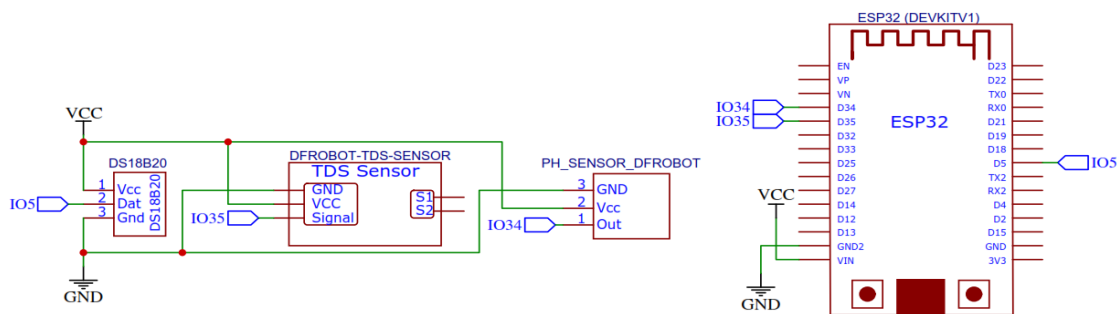 VCC
DS18B20
1 Vcc
2 Dat
3 Gnd
DS18B20
IO5
GND
DFROBOT-TDS-SENSOR
TDS Sensor
GND
VCC
Signal
S1
S2
IO35
PH_SENSOR_DFROBOT
3 GND
2 Vcc
1 Out
IO34
ESP32 (DEVKITV1)
ESP32
EN
VP
VN
D34
D35
D32
D33
D25
D26
D27
D14
D12
D13
GND2
VIN
D23
D22
TX0
RX0
D21
D19
D18
D5
TX2
RX2
D4
D2
D15
GND
3V3
IO34
IO35
IO5
VCC
GND